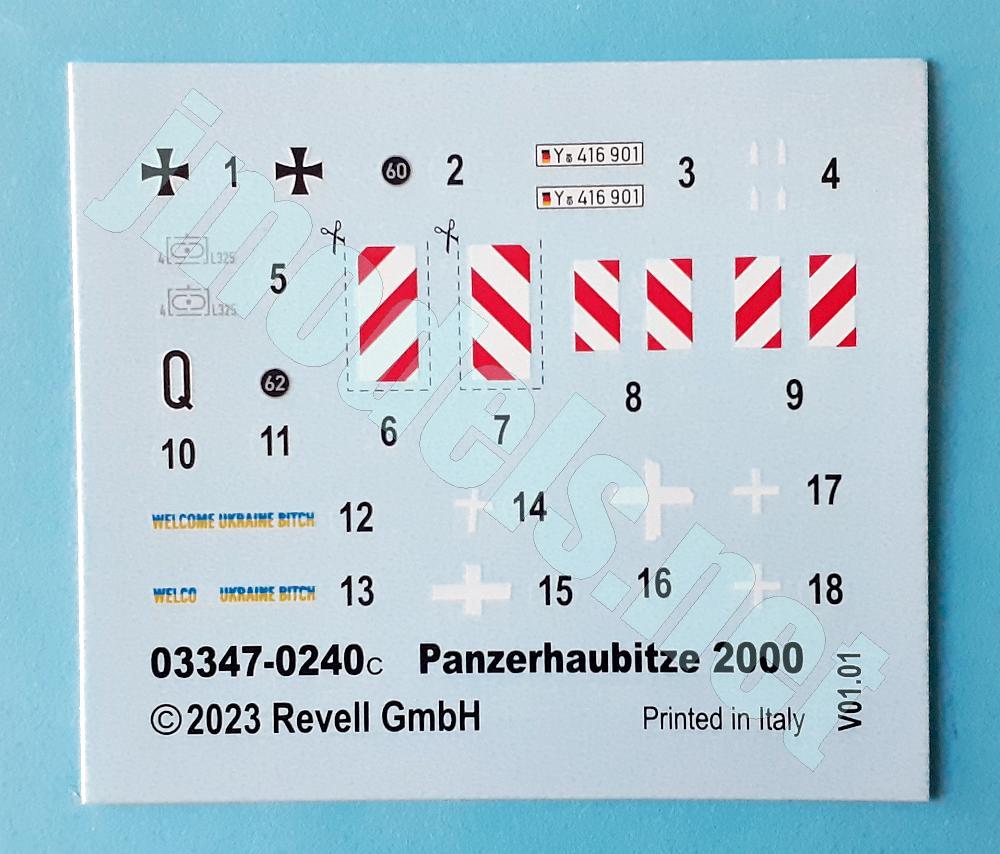 1
60
2
Y 416 901
Y 416 901
3
4
4 L325
4 L325
5
6
7
8
9
Q
10
62
11
WELCOME UKRAINE BITCH
12
WELCO UKRAINE BITCH
13
14
15
16
17
18
03347-0240C Panzerhaubitze 2000
©2023 Revell GmbH
Printed in Italy
V01.01
jimodels.net